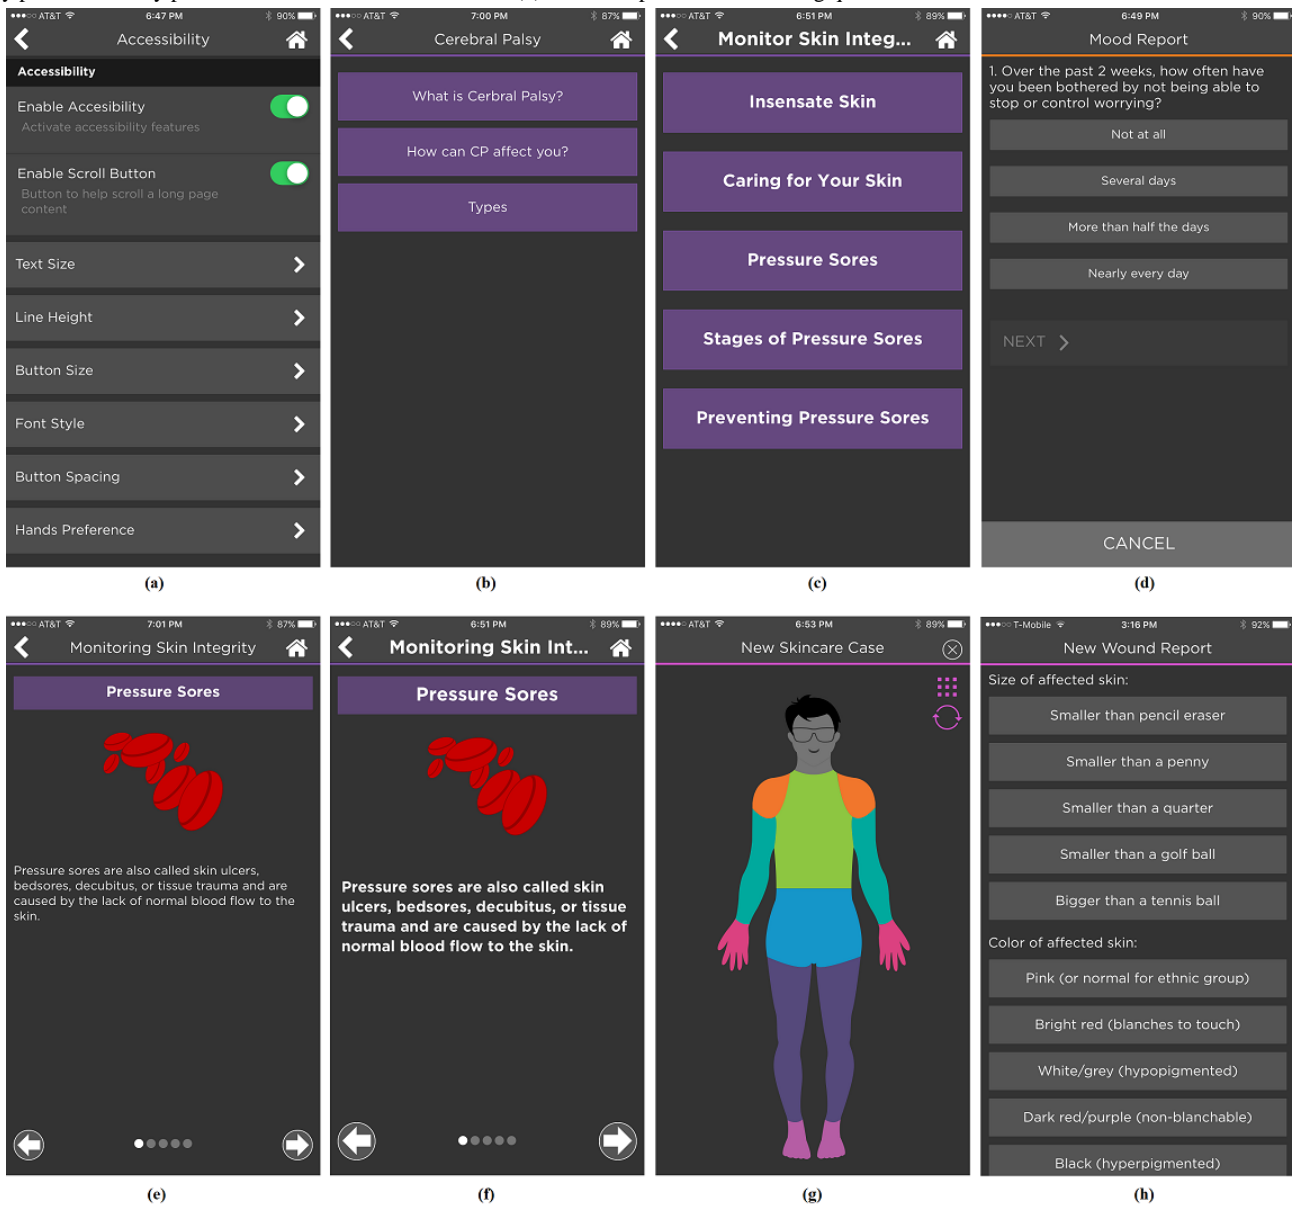 ●●●○○ AT&T 6:47 PM 90%
Accessibility
Accessibility
Enable Accesibility
Activate accessibility features
Enable Scroll Button
Button to help scroll a long page
content
Text Size
Line Height
Button Size
Font Style
Button Spacing
Hands Preference
(a)
●●●○○ AT&T 7:00 PM 87%
Cerebral Palsy
What is Cerbral Palsy?
How can CP affect you?
Types
(b)
●●●○○ AT&T 6:51 PM 89%
Monitor Skin Integ...
Insensate Skin
Caring for Your Skin
Pressure Sores
Stages of Pressure Sores
Preventing Pressure Sores
(c)
●●●●○ AT&T 6:49 PM 90%
Mood Report
1. Over the past 2 weeks, how often have
you been bothered by not being able to
stop or control worrying?
Not at all
Several days
More than half the days
Nearly every day
NEXT
CANCEL
(d)
●●●○○ AT&T 7:01 PM 87%
Monitoring Skin Integrity
Pressure Sores
Pressure sores are also called skin ulcers,
bedsores, decubitus, or tissue trauma and are
caused by the lack of normal blood flow to the
skin.
(e)
●●●○○ AT&T 6:51 PM 89%
Monitoring Skin Int...
Pressure Sores
Pressure sores are also called skin
ulcers, bedsores, decubitus, or tissue
trauma and are caused by the lack of
normal blood flow to the skin.
(f)
●●●●○ AT&T 6:53 PM 89%
New Skincare Case
(g)
●●●○○ T-Mobile 3:16 PM 92%
New Wound Report
Size of affected skin:
Smaller than pencil eraser
Smaller than a penny
Smaller than a quarter
Smaller than a golf ball
Bigger than a tennis ball
Color of affected skin:
Pink (or normal for ethnic group)
Bright red (blanches to touch)
White/grey (hypopigmented)
Dark red/purple (non-blanchable)
Black (hyperpigmented)
(h)